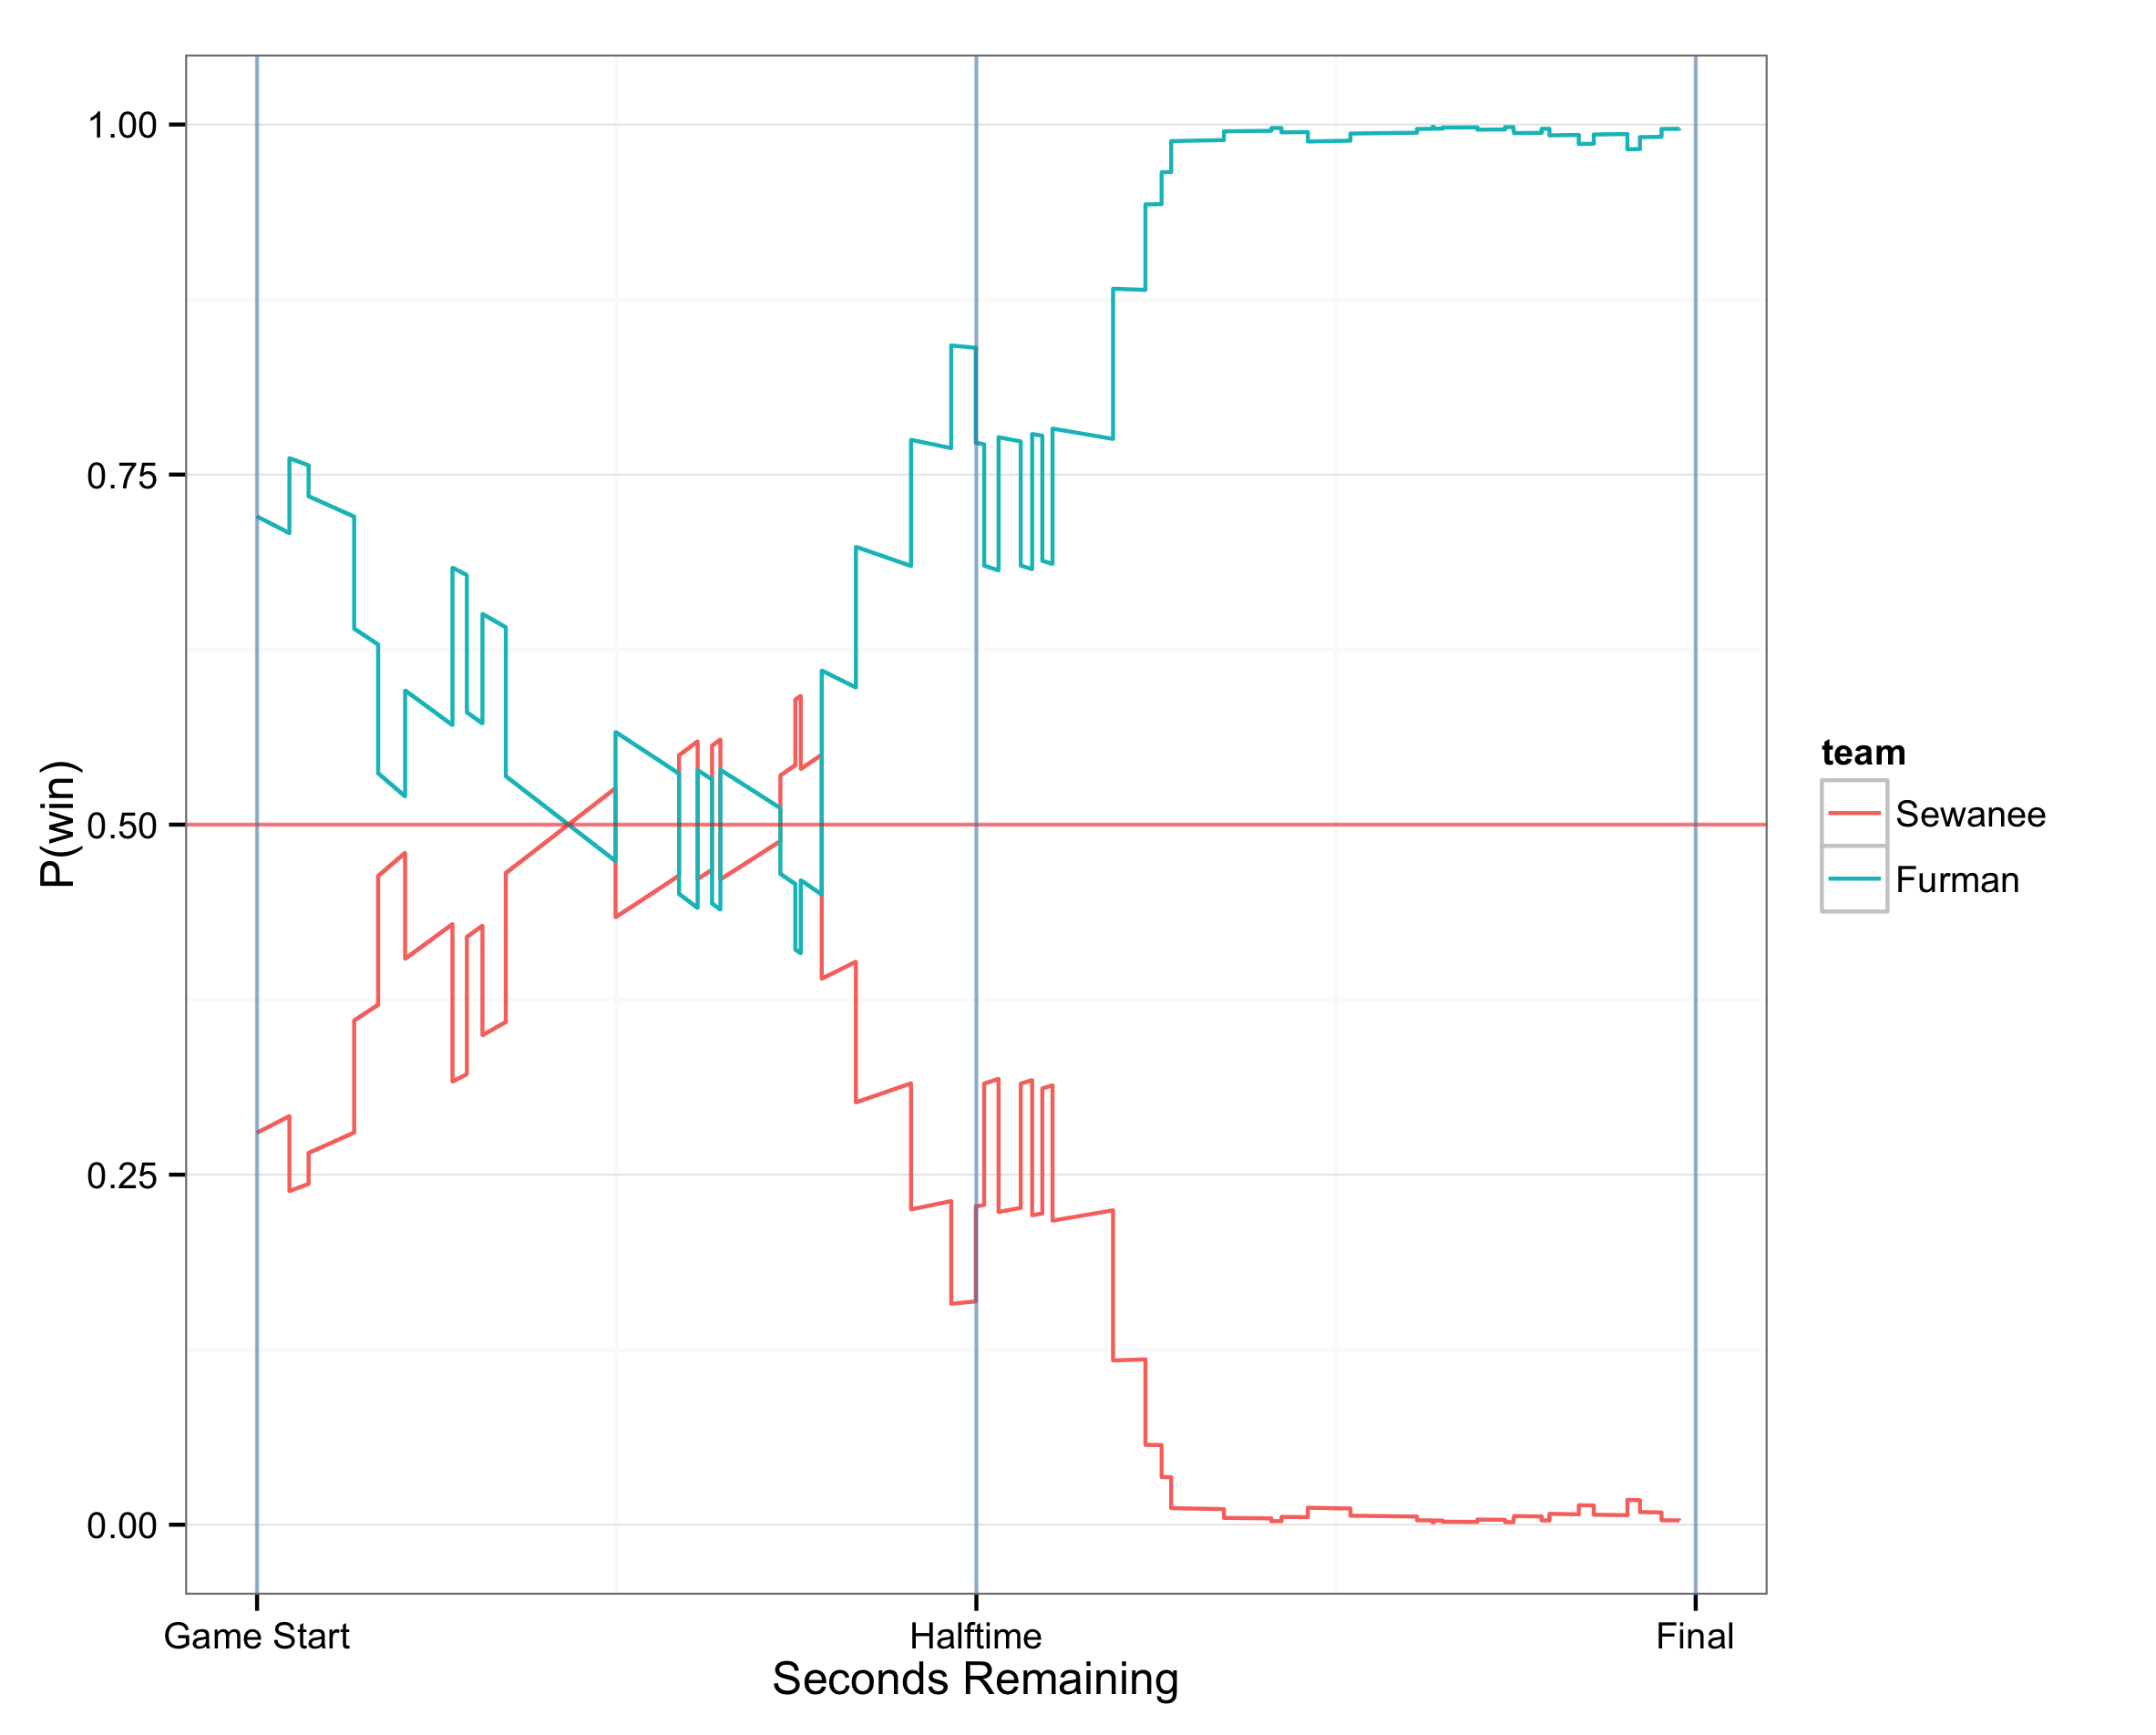 P(win)
1.00
0.75
0.50
0.25
0.00
Game Start
Halftime
Final
Seconds Remaining
team
Sewanee
Furman